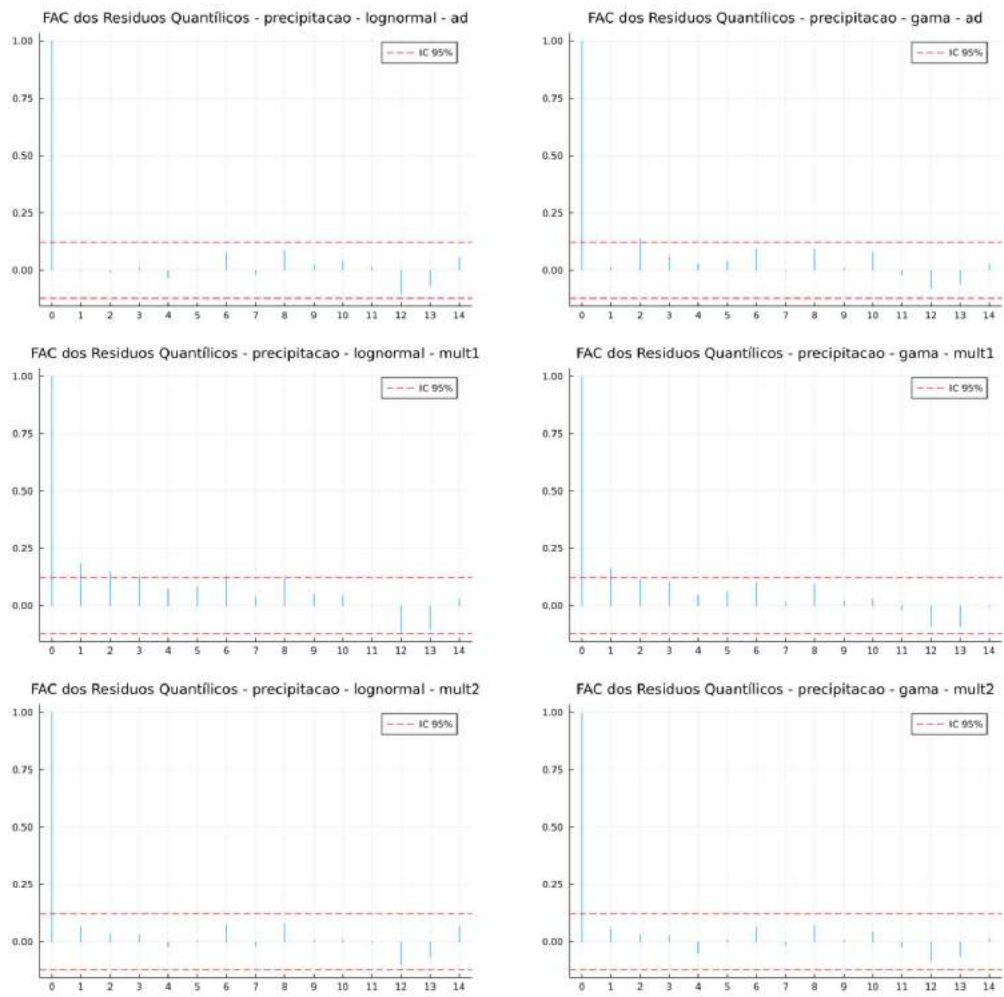 FAC dos Residuos Quantílicos - precipitacao - lognormal - ad
IC 95%
1.00
0.75
0.50
0.25
0.00
0 1 2 3 4 5 6 7 8 9 10 11 12 13 14
FAC dos Residuos Quantílicos - precipitacao - gama - ad
IC 95%
1.00
0.75
0.50
0.25
0.00
0 1 2 3 4 5 6 7 8 9 10 11 12 13 14
FAC dos Residuos Quantílicos - precipitacao - lognormal - mult1
IC 95%
1.00
0.75
0.50
0.25
0.00
0 1 2 3 4 5 6 7 8 9 10 11 12 13 14
FAC dos Residuos Quantílicos - precipitacao - gama - mult1
IC 95%
1.00
0.75
0.50
0.25
0.00
0 1 2 3 4 5 6 7 8 9 10 11 12 13 14
FAC dos Residuos Quantílicos - precipitacao - lognormal - mult2
IC 95%
1.00
0.75
0.50
0.25
0.00
0 1 2 3 4 5 6 7 8 9 10 11 12 13 14
FAC dos Residuos Quantílicos - precipitacao - gama - mult2
IC 95%
1.00
0.75
0.50
0.25
0.00
0 1 2 3 4 5 6 7 8 9 10 11 12 13 14